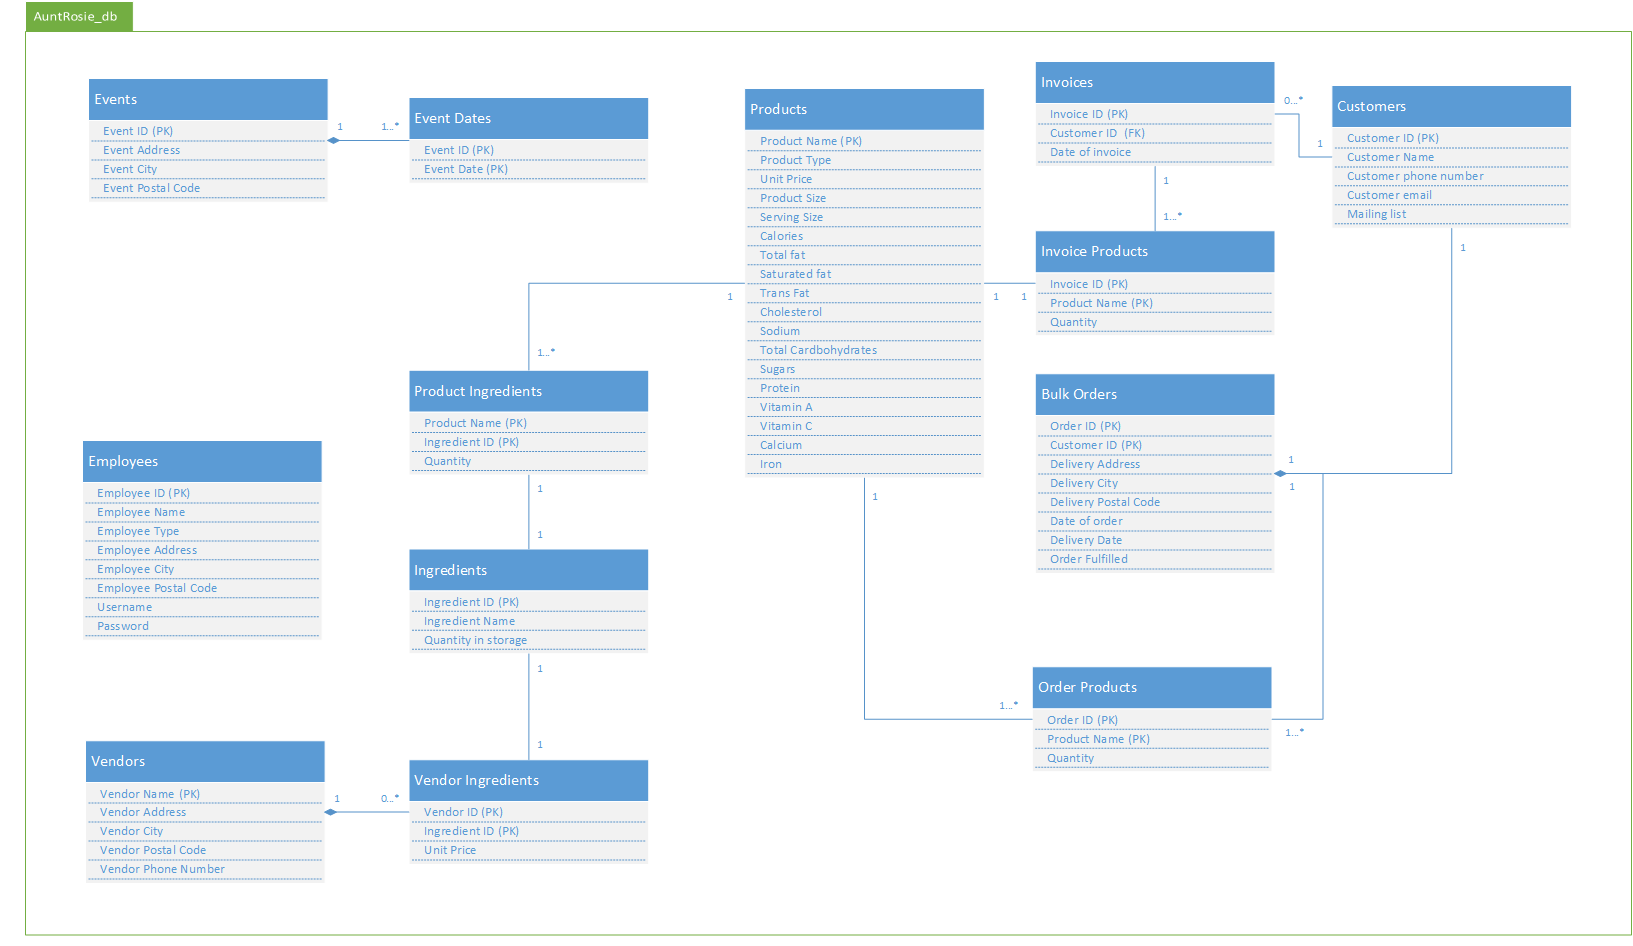 AuntRosie_db
Events
Event ID (PK)
Event Address
Event City
Event Postal Code
1
1...*
Event Dates
Event ID (PK)
Event Date (PK)
Products
Product Name (PK)
Product Type
Unit Price
Product Size
Serving Size
Calories
Total fat
Saturated fat
Trans Fat
Cholesterol
Sodium
Total Cardbohydrates
Sugars
Protein
Vitamin A
Vitamin C
Calcium
Iron
Invoices
Invoice ID (PK)
Customer ID (FK)
Date of invoice
0...*
1
Customers
Customer ID (PK)
Customer Name
Customer phone number
Customer email
Mailing list
1
1...*
1
Invoice Products
Invoice ID (PK)
Product Name (PK)
Quantity
1
1
1
1...*
Product Ingredients
Product Name (PK)
Ingredient ID (PK)
Quantity
Bulk Orders
Order ID (PK)
Customer ID (PK)
Delivery Address
Delivery City
Delivery Postal Code
Date of order
Delivery Date
Order Fulfilled
1
1
Employees
Employee ID (PK)
Employee Name
Employee Type
Employee Address
Employee City
Employee Postal Code
Username
Password
1
1
1
Ingredients
Ingredient ID (PK)
Ingredient Name
Quantity in storage
1
1
Order Products
Order ID (PK)
Product Name (PK)
Quantity
1...*
1...*
Vendors
Vendor Name (PK)
Vendor Address
Vendor City
Vendor Postal Code
Vendor Phone Number
1
0...*
Vendor Ingredients
Vendor ID (PK)
Ingredient ID (PK)
Unit Price